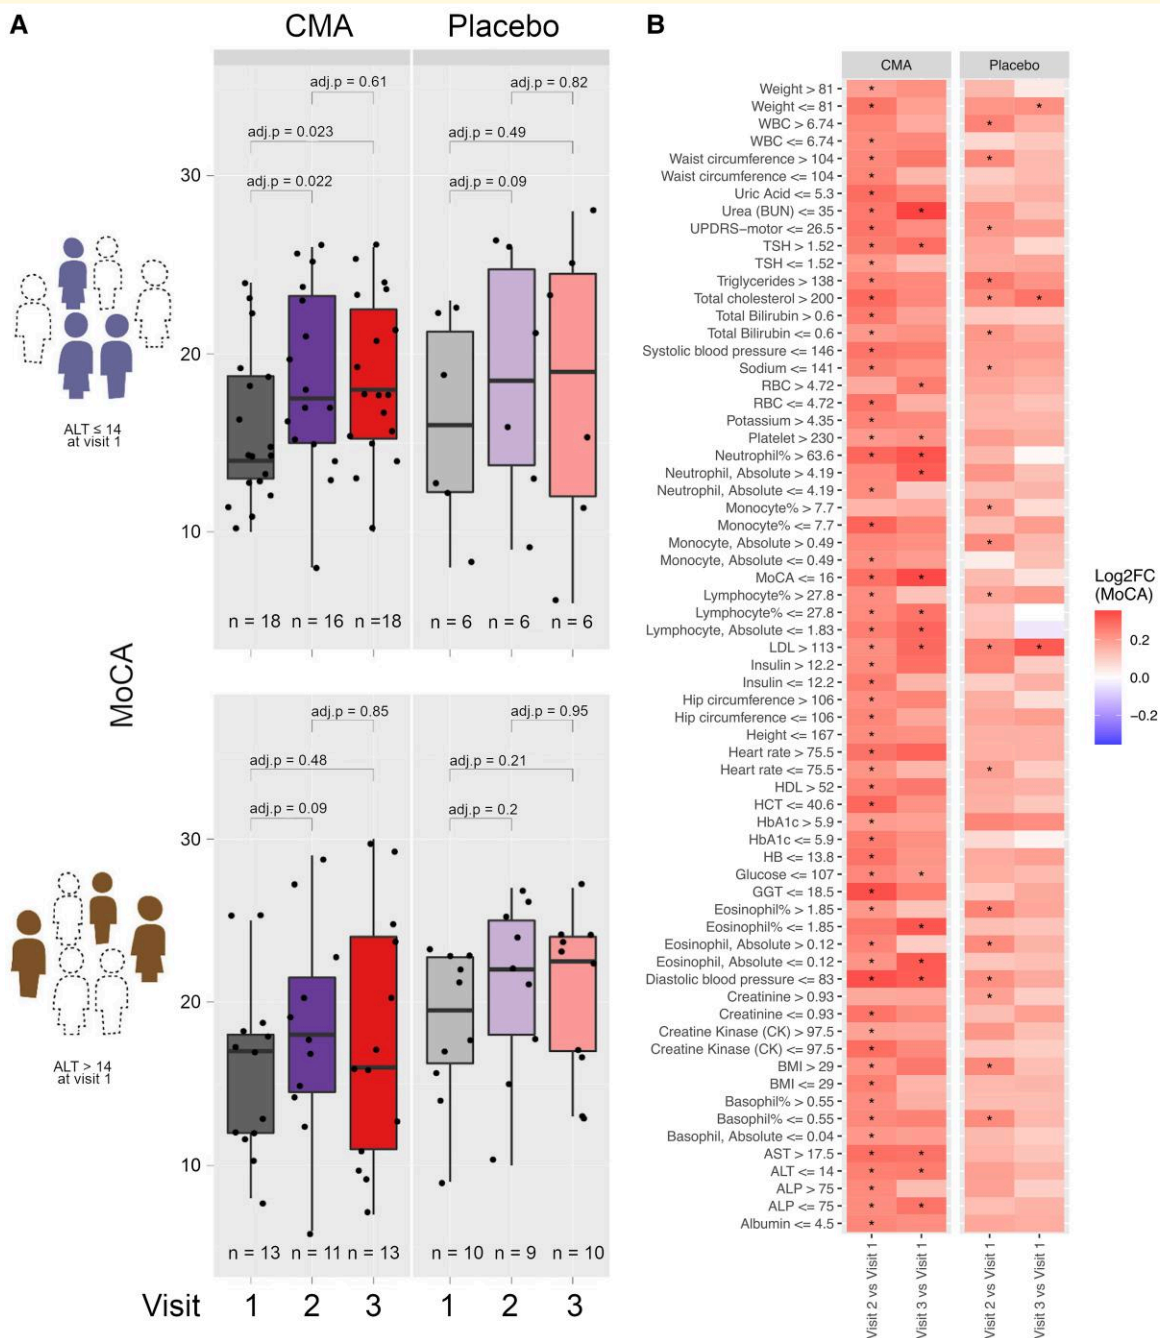 A
CMA
Placebo
adj.p = 0.61
adj.p = 0.82
adj.p = 0.023
adj.p = 0.49
adj.p = 0.022
adj.p = 0.09
30
20
10
ALT ≤ 14
at visit 1
n = 18
n = 16
n =18
n = 6
n = 6
n = 6
MoCA
adj.p = 0.85
adj.p = 0.95
adj.p = 0.48
adj.p = 0.21
adj.p = 0.09
adj.p = 0.2
30
20
10
ALT > 14
at visit 1
n = 13
n = 11
n = 13
n = 10
n = 9
n = 10
Visit
1
2
3
1
2
3
B
CMA
Placebo
Weight > 81
Weight <= 81
WBC > 6.74
WBC <= 6.74
Waist circumference > 104
Waist circumference <= 104
Uric Acid <= 5.3
Urea (BUN) <= 35
UPDRS−motor <= 26.5
TSH > 1.52
TSH <= 1.52
Triglycerides > 138
Total cholesterol > 200
Total Bilirubin > 0.6
Total Bilirubin <= 0.6
Systolic blood pressure <= 146
Sodium <= 141
RBC > 4.72
RBC <= 4.72
Potassium > 4.35
Platelet > 230
Neutrophil% > 63.6
Neutrophil, Absolute > 4.19
Neutrophil, Absolute <= 4.19
Monocyte% > 7.7
Monocyte% <= 7.7
Monocyte, Absolute > 0.49
Monocyte, Absolute <= 0.49
MoCA <= 16
Lymphocyte% > 27.8
Lymphocyte% <= 27.8
Lymphocyte, Absolute <= 1.83
LDL > 113
Insulin > 12.2
Insulin <= 12.2
Hip circumference > 106
Hip circumference <= 106
Height <= 167
Heart rate > 75.5
Heart rate <= 75.5
HDL > 52
HCT <= 40.6
HbA1c > 5.9
HbA1c <= 5.9
HB <= 13.8
Glucose <= 107
GGT <= 18.5
Eosinophil% > 1.85
Eosinophil% <= 1.85
Eosinophil, Absolute > 0.12
Eosinophil, Absolute <= 0.12
Diastolic blood pressure <= 83
Creatinine > 0.93
Creatinine <= 0.93
Creatine Kinase (CK) > 97.5
Creatine Kinase (CK) <= 97.5
BMI > 29
BMI <= 29
Basophil% > 0.55
Basophil% <= 0.55
Basophil, Absolute <= 0.04
AST > 17.5
ALT <= 14
ALP > 75
ALP <= 75
Albumin <= 4.5
Visit 2 vs Visit 1
Visit 3 vs Visit 1
Visit 2 vs Visit 1
Visit 3 vs Visit 1
Log2FC
(MoCA)
0.2
0.0
−0.2